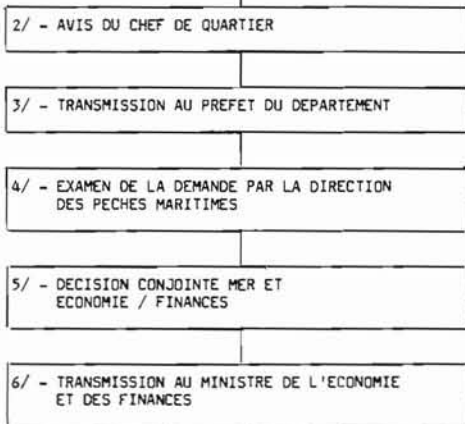 2/ - AVIS DU CHEF DE QUARTIER
3/ - TRANSMISSION AU PREFET DU DEPARTEMENT
4/ - EXAMEN DE LA DEMANDE PAR LA DIRECTION
DES PECHES MARITIMES
5/ - DECISION CONJOINTE MER ET
ECONOMIE / FINANCES
6/ - TRANSMISSION AU MINISTRE DE L'ECONOMIE
ET DES FINANCES